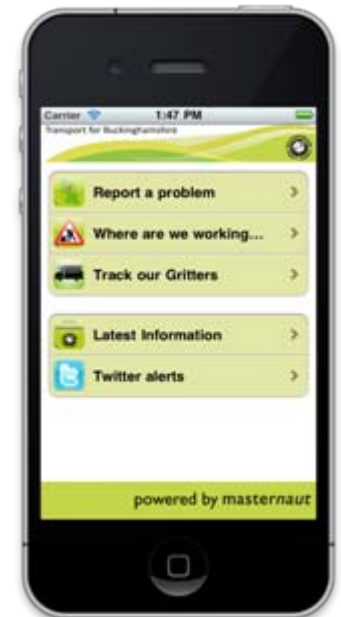 Carrier 1:47 PM
Transport for Buckinghamshire
Report a problem
Where are we working...
Track our Gritters
Latest Information
Twitter alerts
powered by masternaut